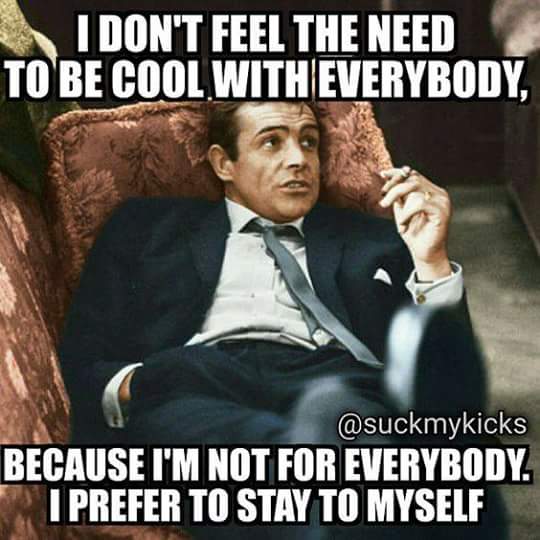 I DON'T FEEL THE NEED
TO BE COOL WITH EVERYBODY,
@suckmykicks
BECAUSE I'M NOT FOR EVERYBODY.
I PREFER TO STAY TO MYSELF